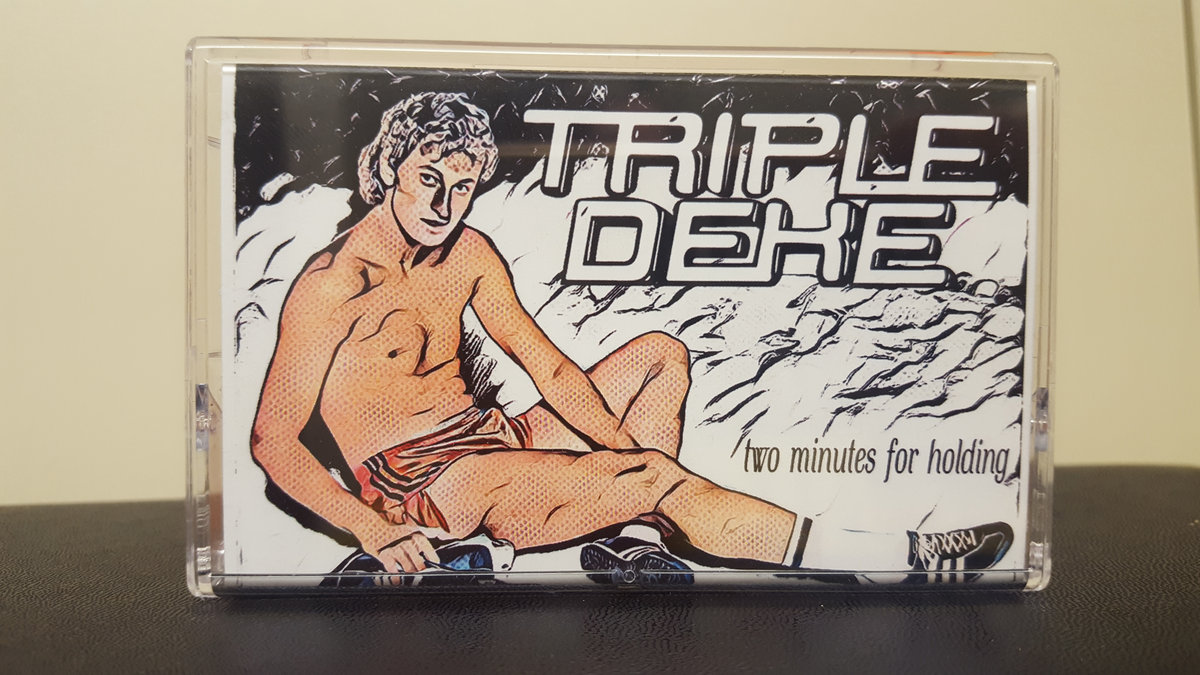 TRIPLE
DEKE
two minutes for holding